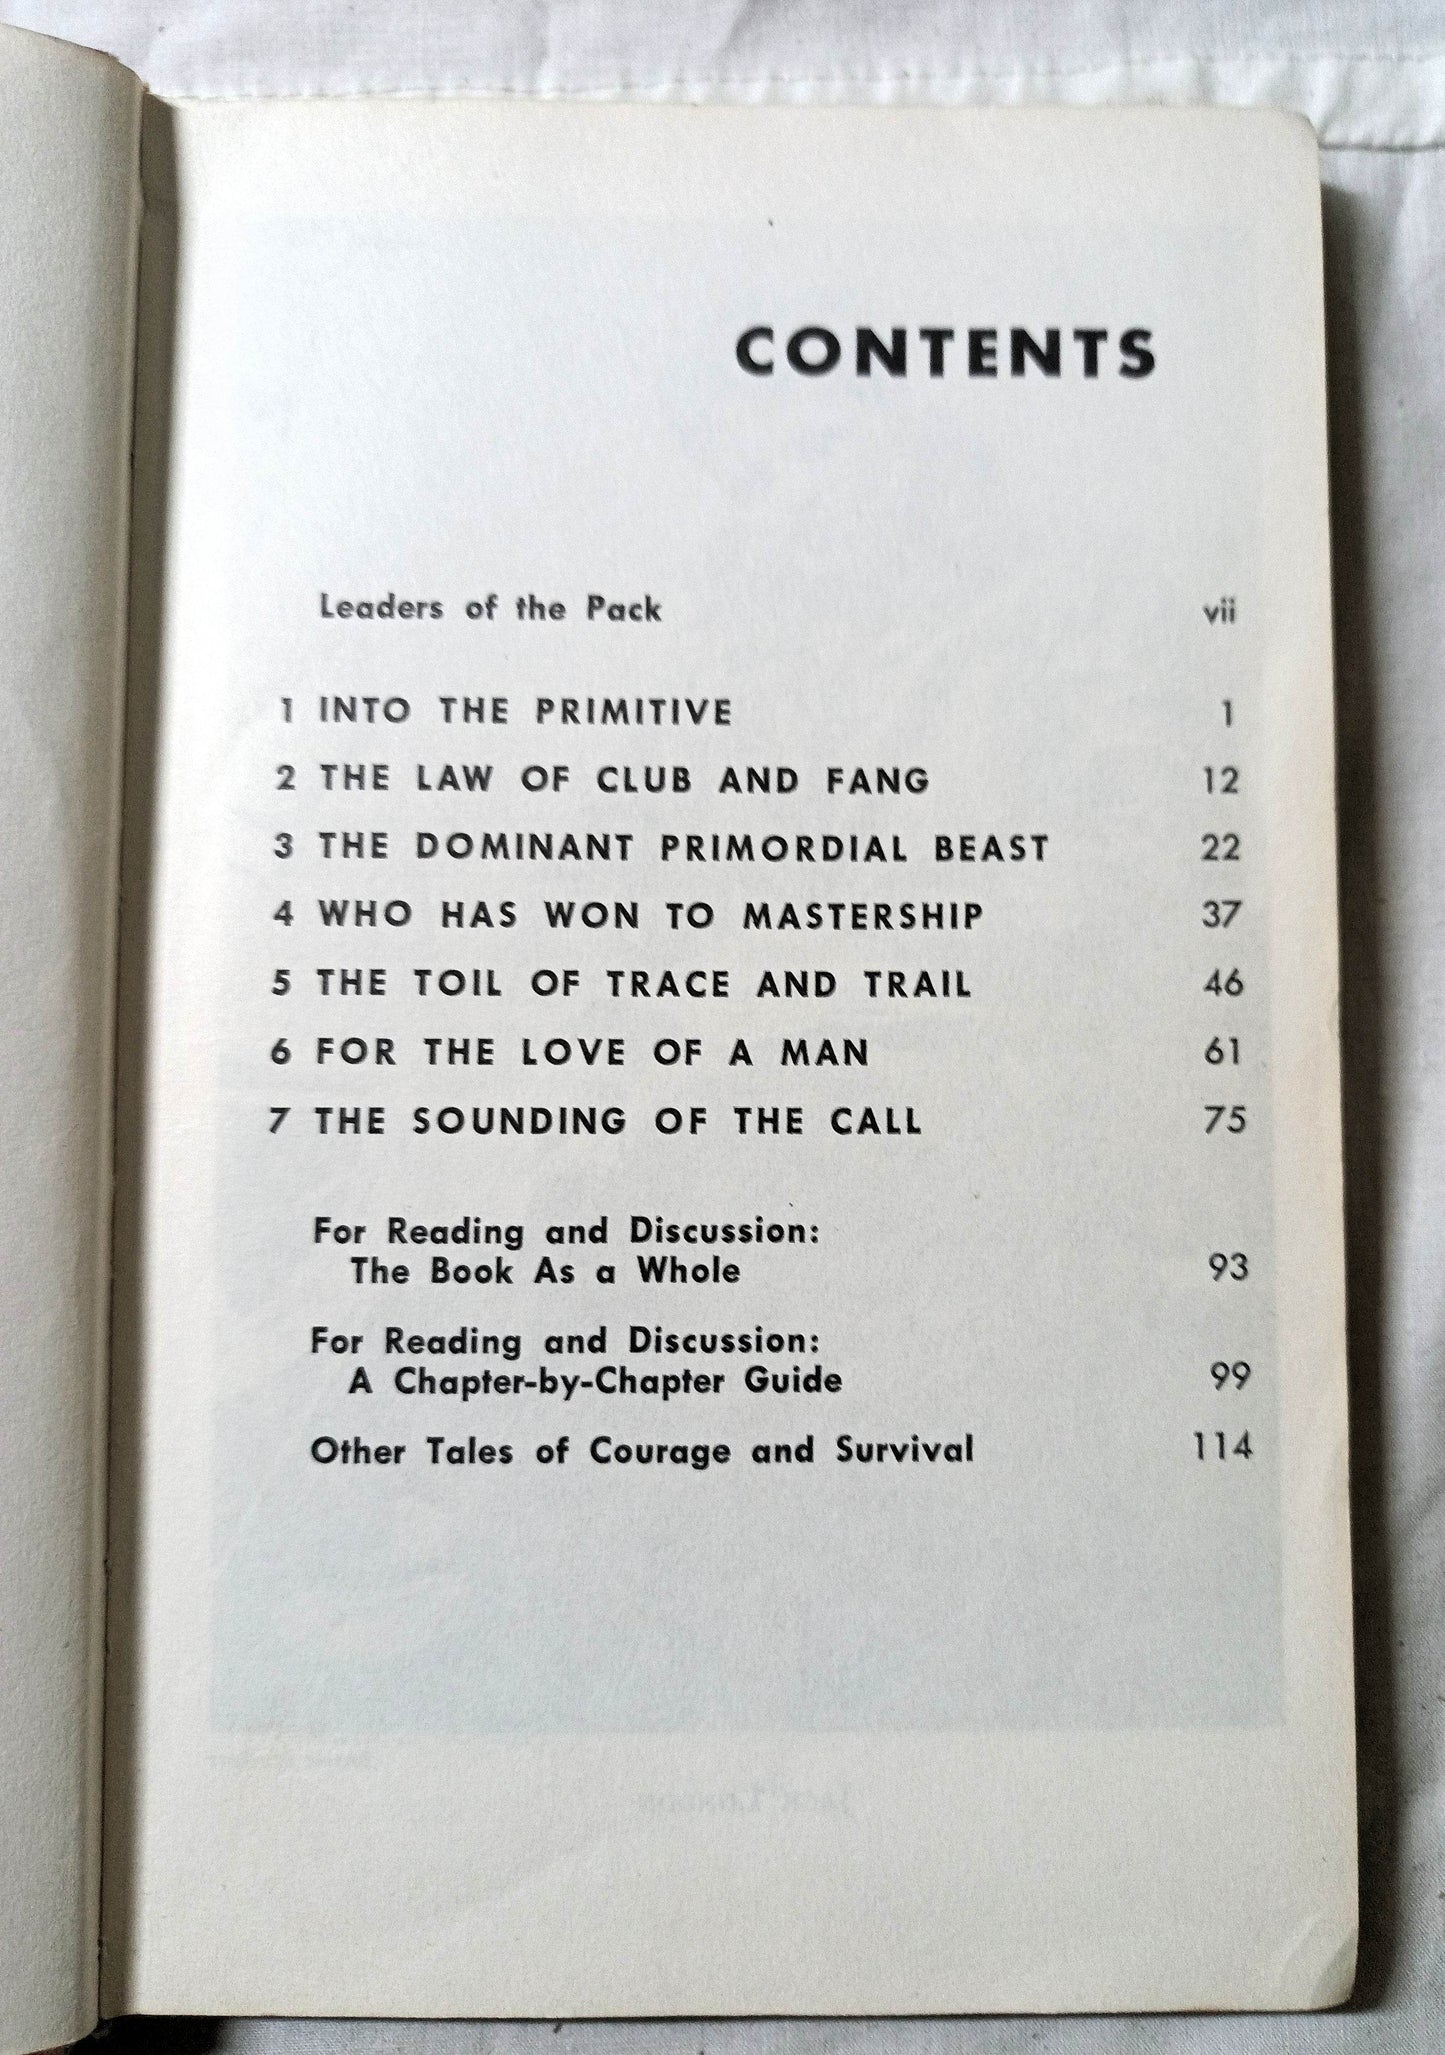 CONTENTS
Leaders of the Pack vii
1 INTO THE PRIMITIVE 1
2 THE LAW OF CLUB AND FANG 12
3 THE DOMINANT PRIMORDIAL BEAST 22
4 WHO HAS WON TO MASTERSHIP 37
5 THE TOIL OF TRACE AND TRAIL 46
6 FOR THE LOVE OF A MAN 61
7 THE SOUNDING OF THE CALL 75
For Reading and Discussion:
The Book As a Whole 93
For Reading and Discussion:
A Chapter-by-Chapter Guide 99
Other Tales of Courage and Survival 114